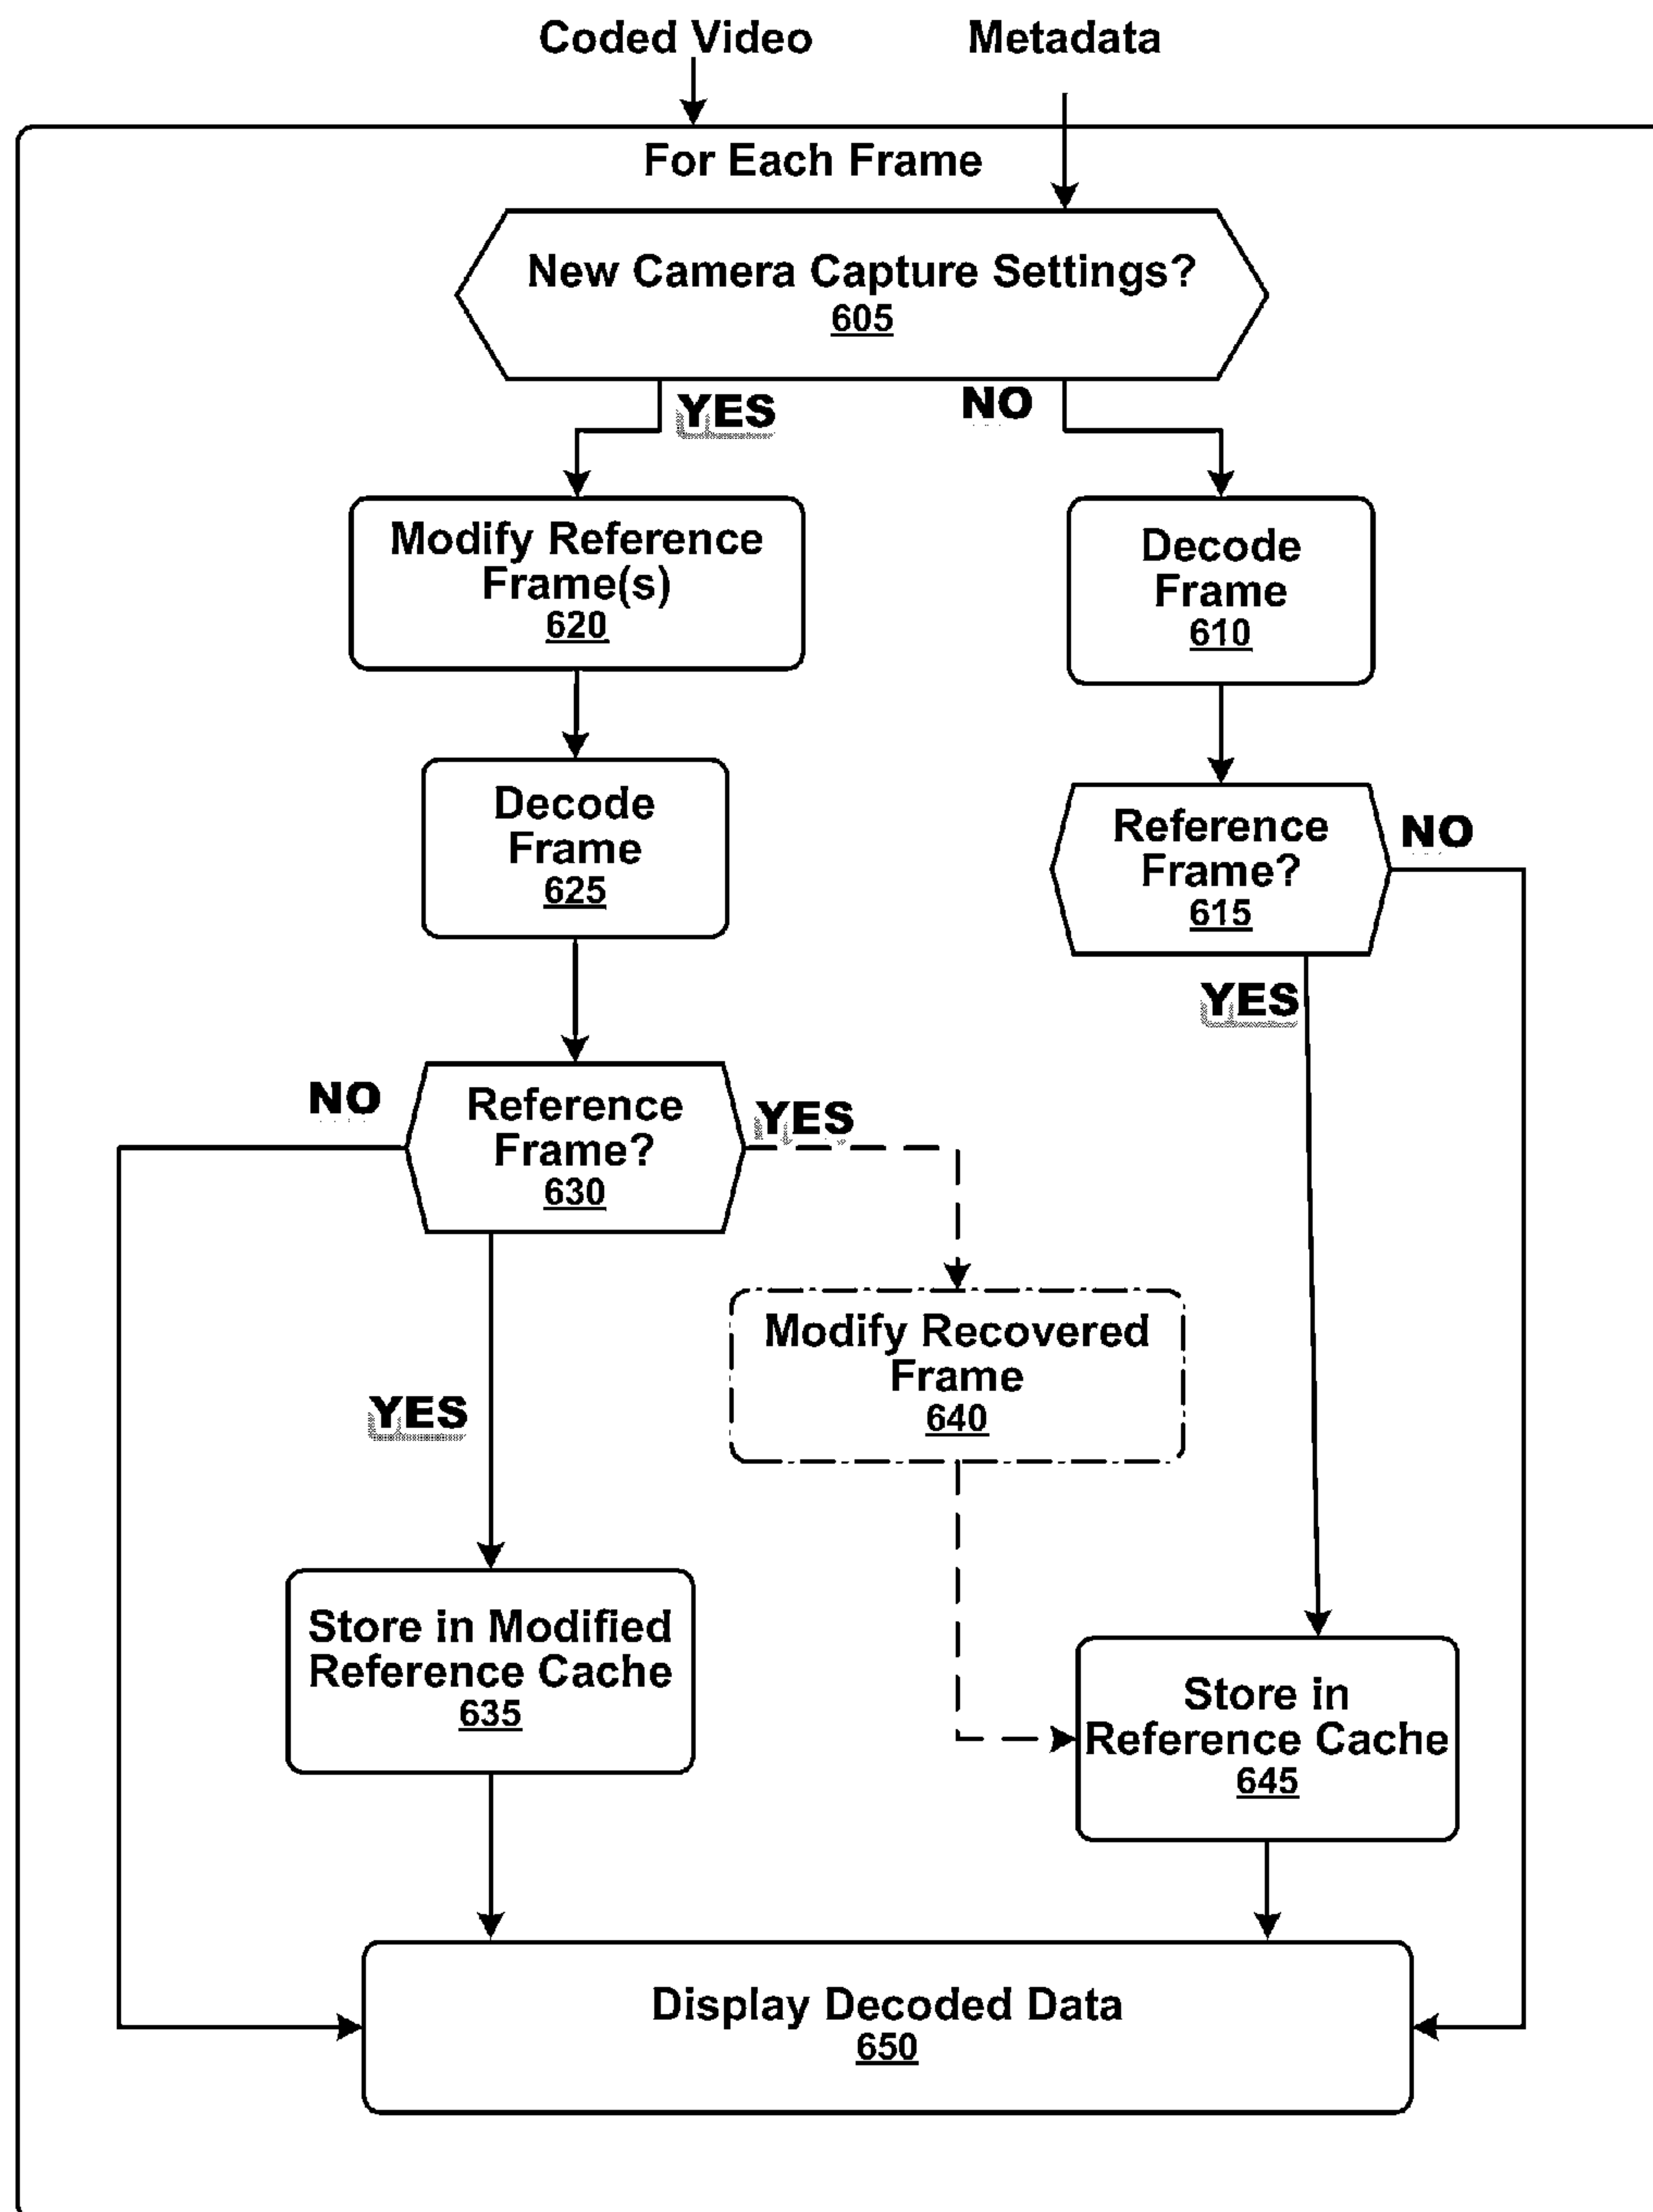 Coded Video
Metadata
For Each Frame
New Camera Capture Settings?
605
YES
NO
Modify Reference
Frame(s)
620
Decode
Frame
610
Decode
Frame
625
Reference
Frame?
615
NO
YES
NO
Reference
Frame?
630
YES
Modify Recovered
Frame
640
YES
Store in Modified
Reference Cache
635
Store in
Reference Cache
645
Display Decoded Data
650